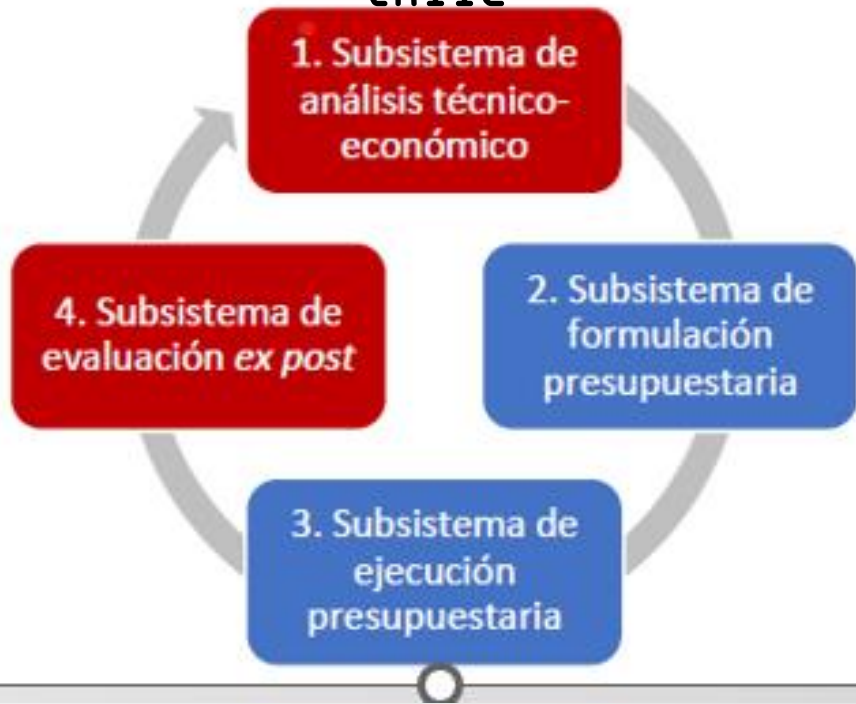 1. Subsistema de
análisis técnico-
económico
2. Subsistema de
formulación
presupuestaria
3. Subsistema de
ejecución
presupuestaria
4. Subsistema de
evaluación ex post